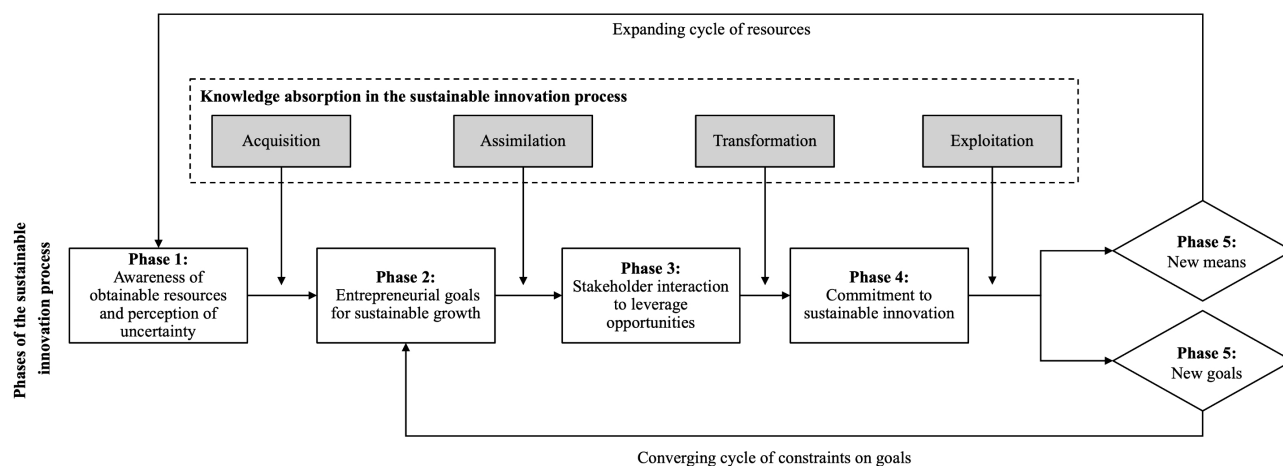 Expanding cycle of resources
Knowledge absorption in the sustainable innovation process
Acquisition
Assimilation
Transformation
Exploitation
Phases of the sustainable
innovation process
Phase 1:
Awareness of
obtainable resources
and perception of
uncertainty
Phase 2:
Entrepreneurial goals
for sustainable growth
Phase 3:
Stakeholder interaction
to leverage
opportunities
Phase 4:
Commitment to
sustainable innovation
Phase 5:
New means
Phase 5:
New goals
Converging cycle of constraints on goals